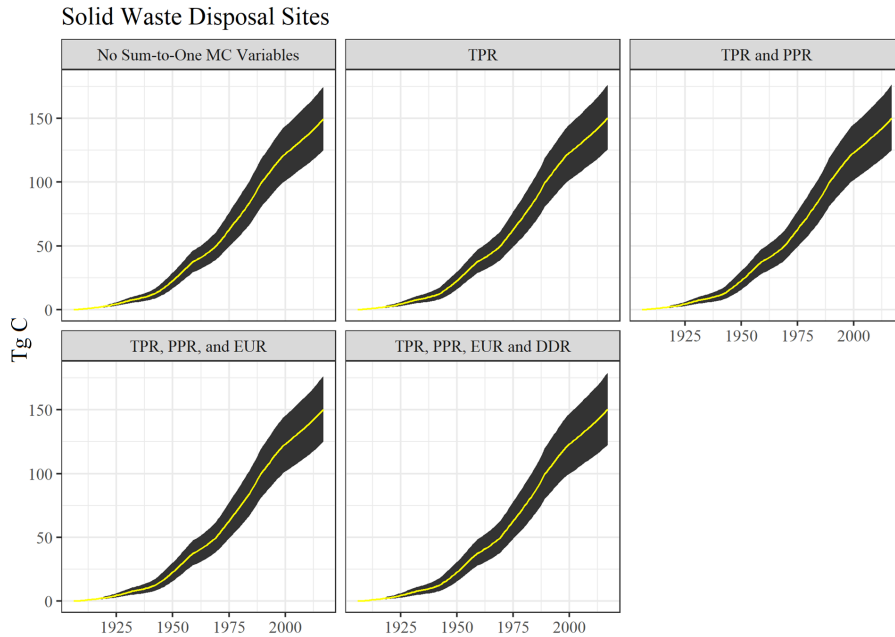 Solid Waste Disposal Sites
No Sum-to-One MC Variables
TPR
TPR and PPR
150
100
50
0
1925 1950 1975 2000
Tg C
TPR, PPR, and EUR
TPR, PPR, EUR and DDR
150
100
50
0
1925 1950 1975 2000
1925 1950 1975 2000